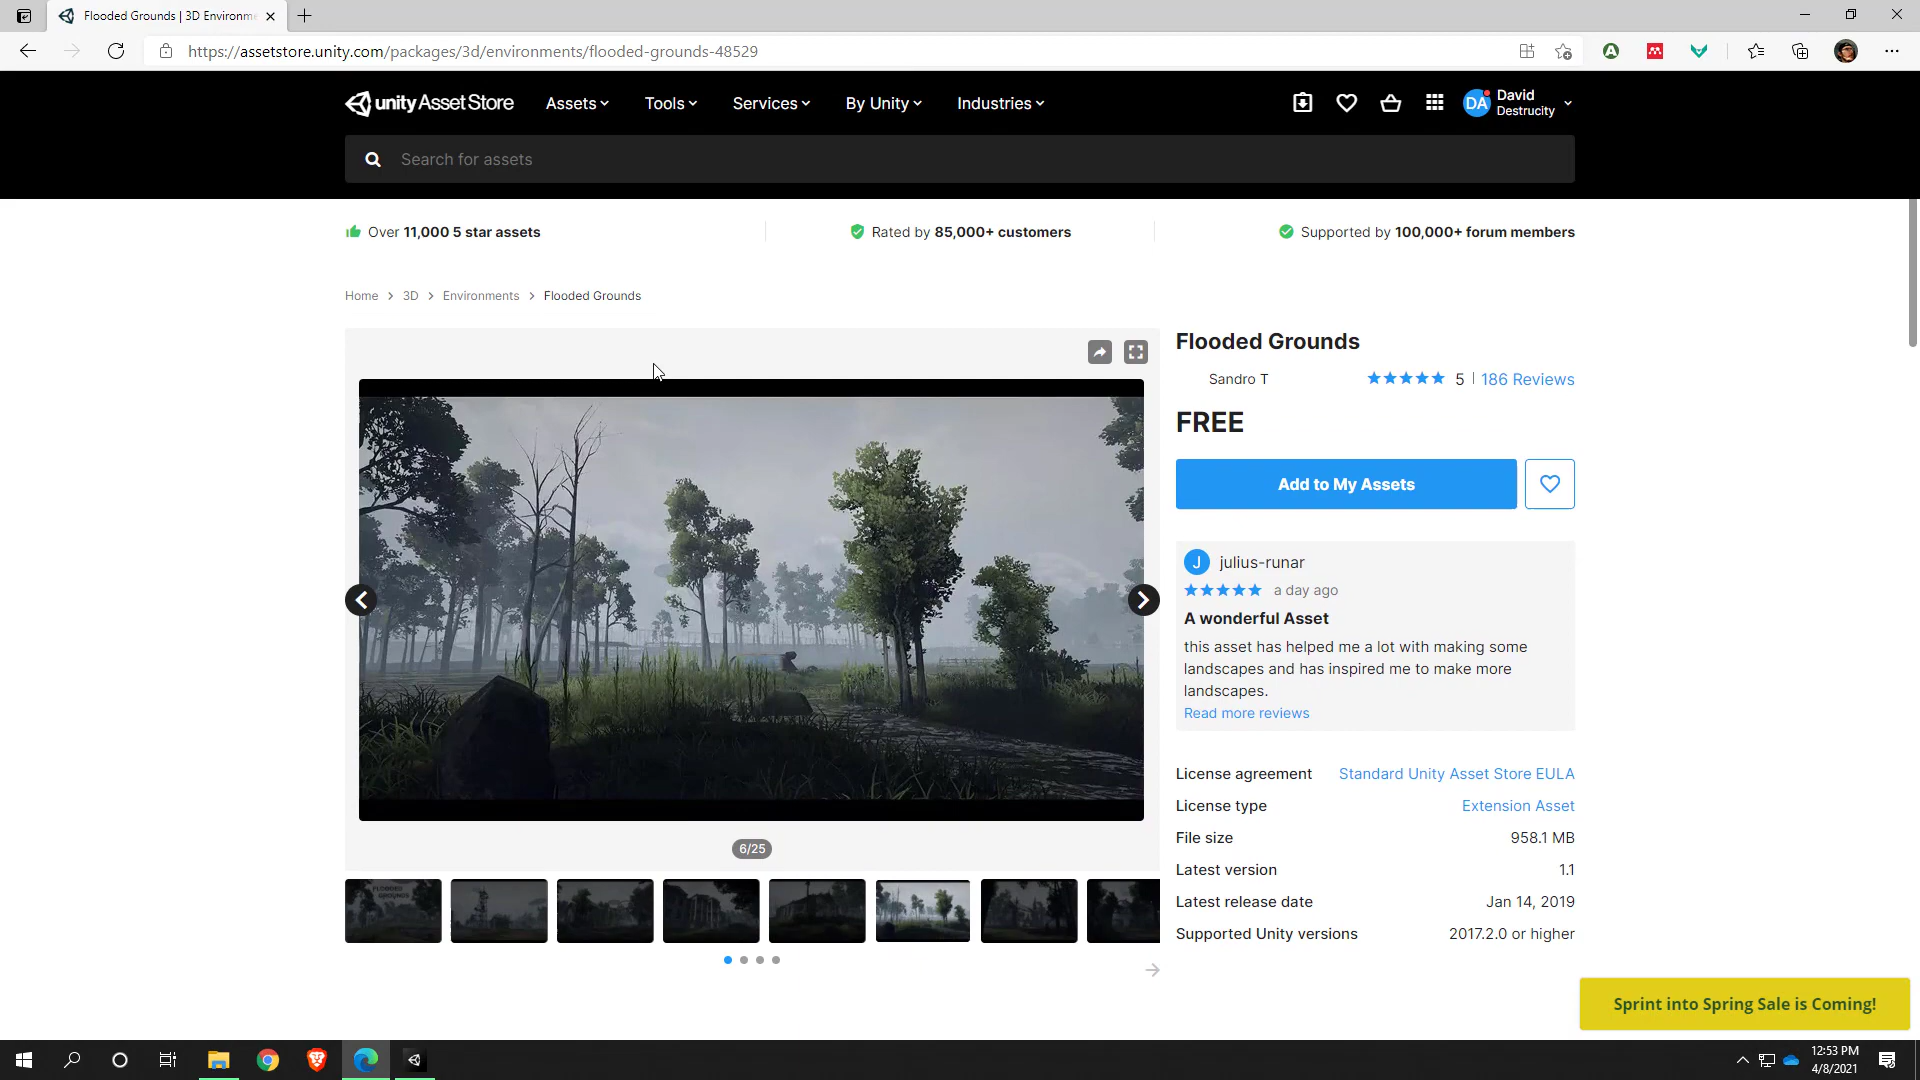 Flooded Grounds | 3D Environme
https://assetstore.unity.com/packages/3d/environments/flooded-grounds-48529
unity Asset Store
Assets
Tools
Services
By Unity
Industries
DA
David
Destrucity
Search for assets
Over 11,000 5 star assets
Rated by 85,000+ customers
Supported by 100,000+ forum members
Home > 3D > Environments > Flooded Grounds
Flooded Grounds
Sandro T
5 | 186 Reviews
FREE
Add to My Assets
J julius-runar
a day ago
A wonderful Asset
this asset has helped me a lot with making some
landscapes and has inspired me to make more
landscapes.
Read more reviews
License agreement Standard Unity Asset Store EULA
License type Extension Asset
File size 958.1 MB
Latest version 1.1
Latest release date Jan 14, 2019
Supported Unity versions 2017.2.0 or higher
6/25
FLOODED
GROUNDS
Sprint into Spring Sale is Coming!
12:53 PM
4/8/2021